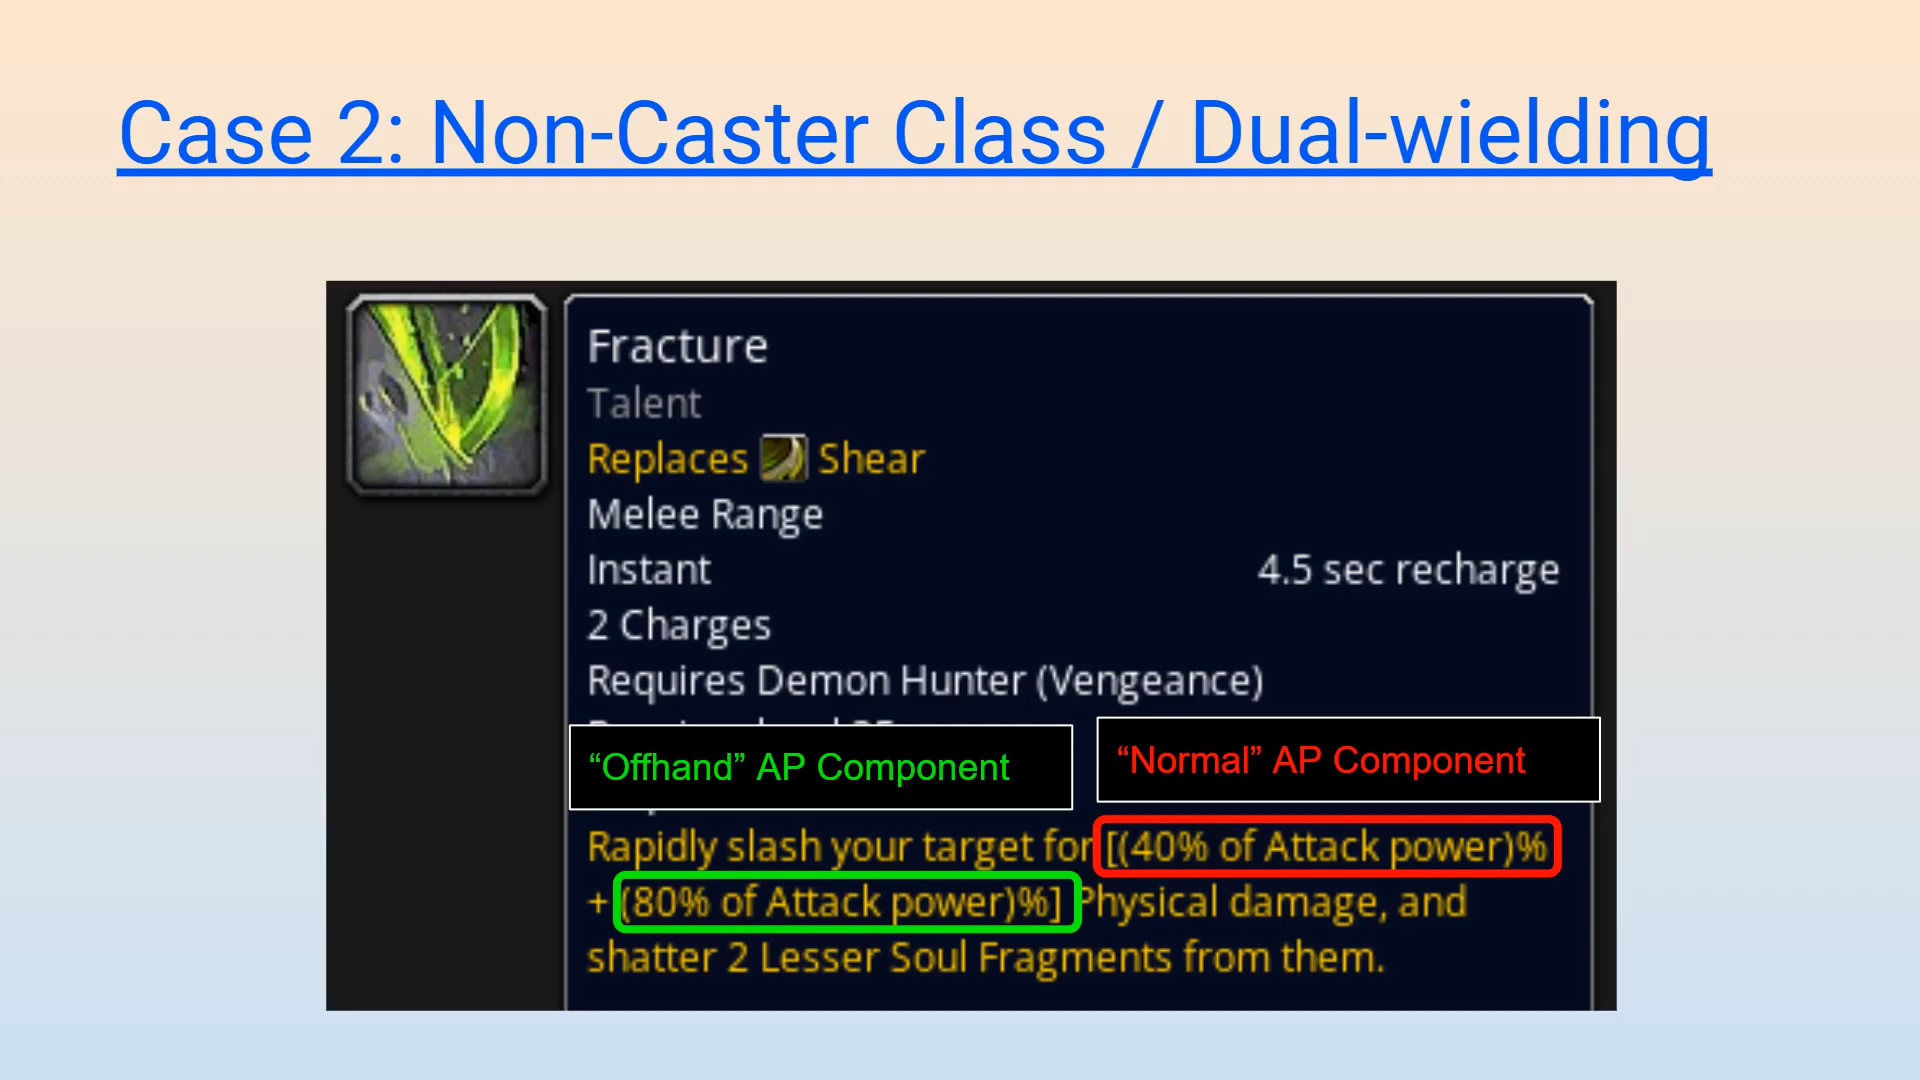 Case 2: Non-Caster Class / Dual-wielding
Fracture
Talent
Replaces Shear
Melee Range
Instant 4.5 sec recharge
2 Charges
Requires Demon Hunter (Vengeance)
“Offhand” AP Component
“Normal” AP Component
Rapidly slash your target for [(40% of Attack power)%
+ (80% of Attack power)%] Physical damage, and
shatter 2 Lesser Soul Fragments from them.